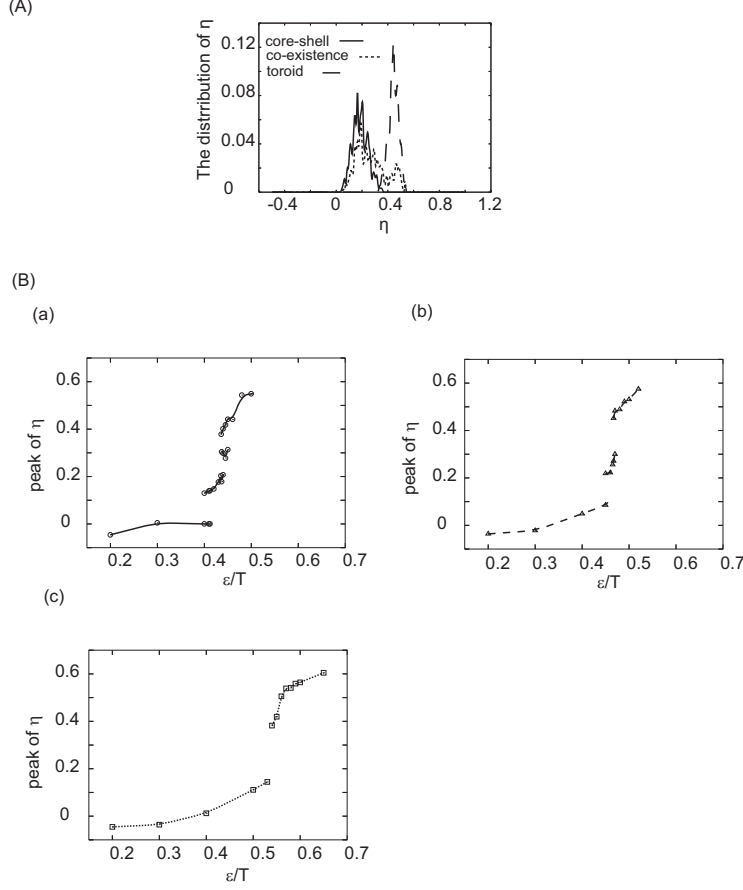 (A)
The distrribution of η
0.12
0.08
0.04
0
core-shell
co-existence
toroid
-0.4 0 0.4 0.8 1.2
η
(B)
(a)
peak of η
0.6
0.4
0.2
0
0.2 0.3 0.4 0.5 0.6 0.7
ε/T
(b)
peak of η
0.6
0.4
0.2
0
0.2 0.3 0.4 0.5 0.6 0.7
ε/T
(c)
peak of η
0.6
0.4
0.2
0
0.2 0.3 0.4 0.5 0.6 0.7
ε/T